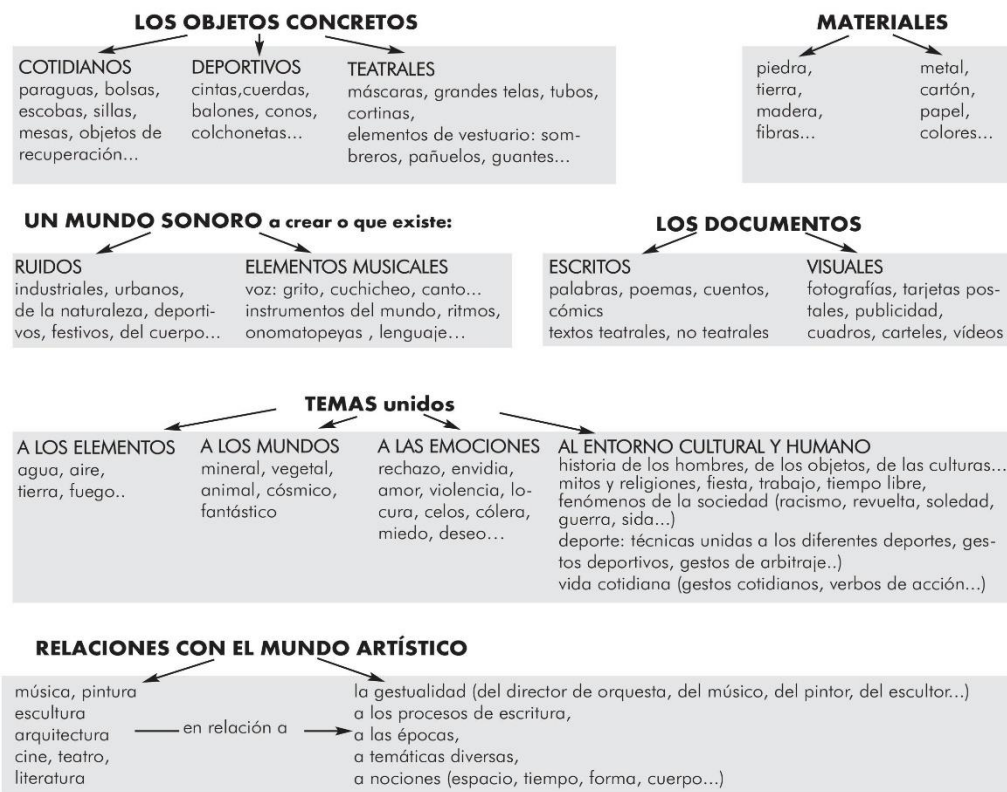 LOS OBJETOS CONCRETOS
COTIDIANOS
paraguas, bolsas,
escobas, sillas,
mesas, objetos de
recuperación...
DEPORTIVOS
cintas,cuerdas,
balones, conos,
colchonetas...
TEATRALES
máscaras, grandes telas, tubos,
cortinas,
elementos de vestuario: som-
breros, pañuelos, guantes...
MATERIALES
piedra,
tierra,
madera,
fibras...
metal,
cartón,
papel,
colores...
UN MUNDO SONORO a crear o que existe:
RUIDOS
industriales, urbanos,
de la naturaleza, deporti-
vos, festivos, del cuerpo...
ELEMENTOS MUSICALES
voz: grito, cuchicheo, canto...
instrumentos del mundo, ritmos,
onomatopeyas , lenguaje...
LOS DOCUMENTOS
ESCRITOS
palabras, poemas, cuentos,
cómics
textos teatrales, no teatrales
VISUALES
fotografías, tarjetas pos-
tales, publicidad,
cuadros, carteles, vídeos
TEMAS unidos
A LOS ELEMENTOS
agua, aire,
tierra, fuego..
A LOS MUNDOS
mineral, vegetal,
animal, cósmico,
fantástico
A LAS EMOCIONES
rechazo, envidia,
amor, violencia, lo-
cura, celos, cólera,
miedo, deseo...
AL ENTORNO CULTURAL Y HUMANO
historia de los hombres, de los objetos, de las culturas...
mitos y religiones, fiesta, trabajo, tiempo libre,
fenómenos de la sociedad (racismo, revuelta, soledad,
guerra, sida...)
deporte: técnicas unidas a los diferentes deportes, ges-
tos deportivos, gestos de arbitraje..)
vida cotidiana (gestos cotidianos, verbos de acción...)
RELACIONES CON EL MUNDO ARTÍSTICO
música, pintura
escultura
arquitectura
cine, teatro,
literatura
en relación a
la gestualidad (del director de orquesta, del músico, del pintor, del escultor...)
a los procesos de escritura,
a las épocas,
a temáticas diversas,
a nociones (espacio, tiempo, forma, cuerpo...)